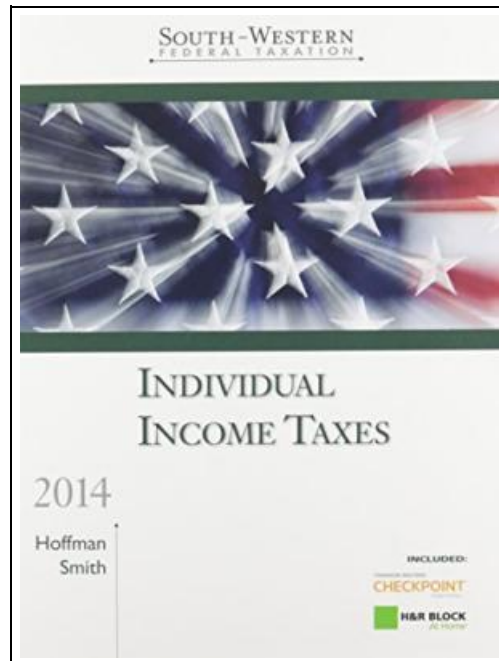 SOUTH-WESTERN
FEDERAL TAXATION
INDIVIDUAL
INCOME TAXES
2014
Hoffman
Smith
INCLUDED:
CHECKPOINT
H&R BLOCK
At Home